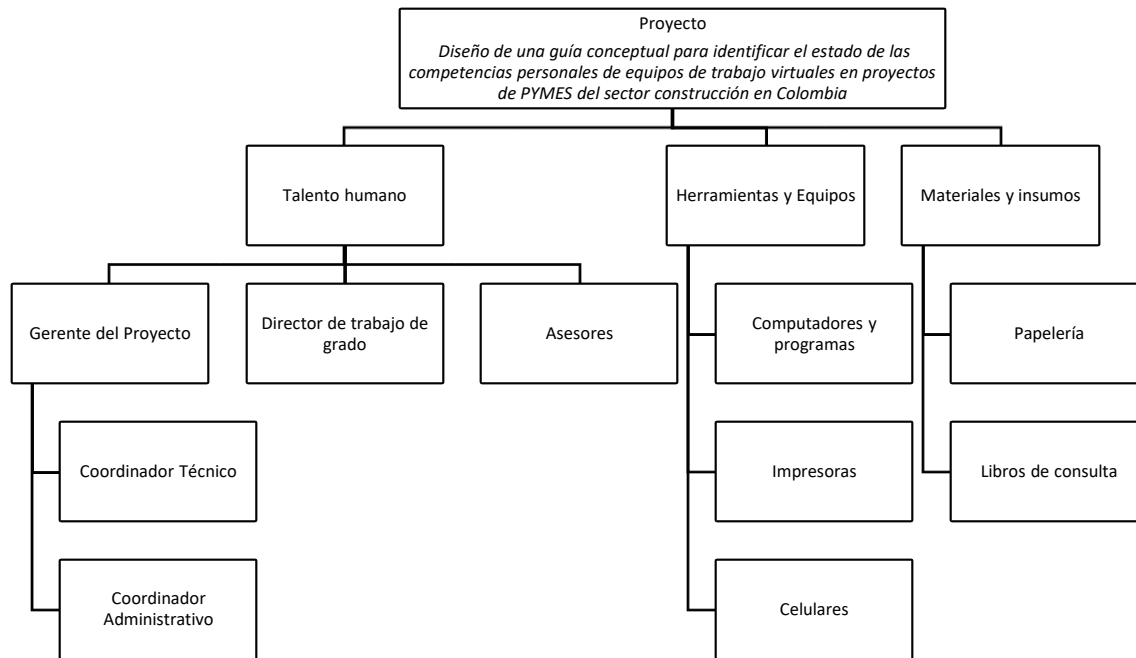 Proyecto
Diseño de una guía conceptual para identificar el estado de las
competencias personales de equipos de trabajo virtuales en proyectos
de PYMES del sector construcción en Colombia
Talento humano
Herramientas y Equipos
Materiales y insumos
Gerente del Proyecto
Director de trabajo de
grado
Asesores
Computadores y
programas
Papelería
Coordinador Técnico
Impresoras
Libros de consulta
Coordinador
Administrativo
Celulares